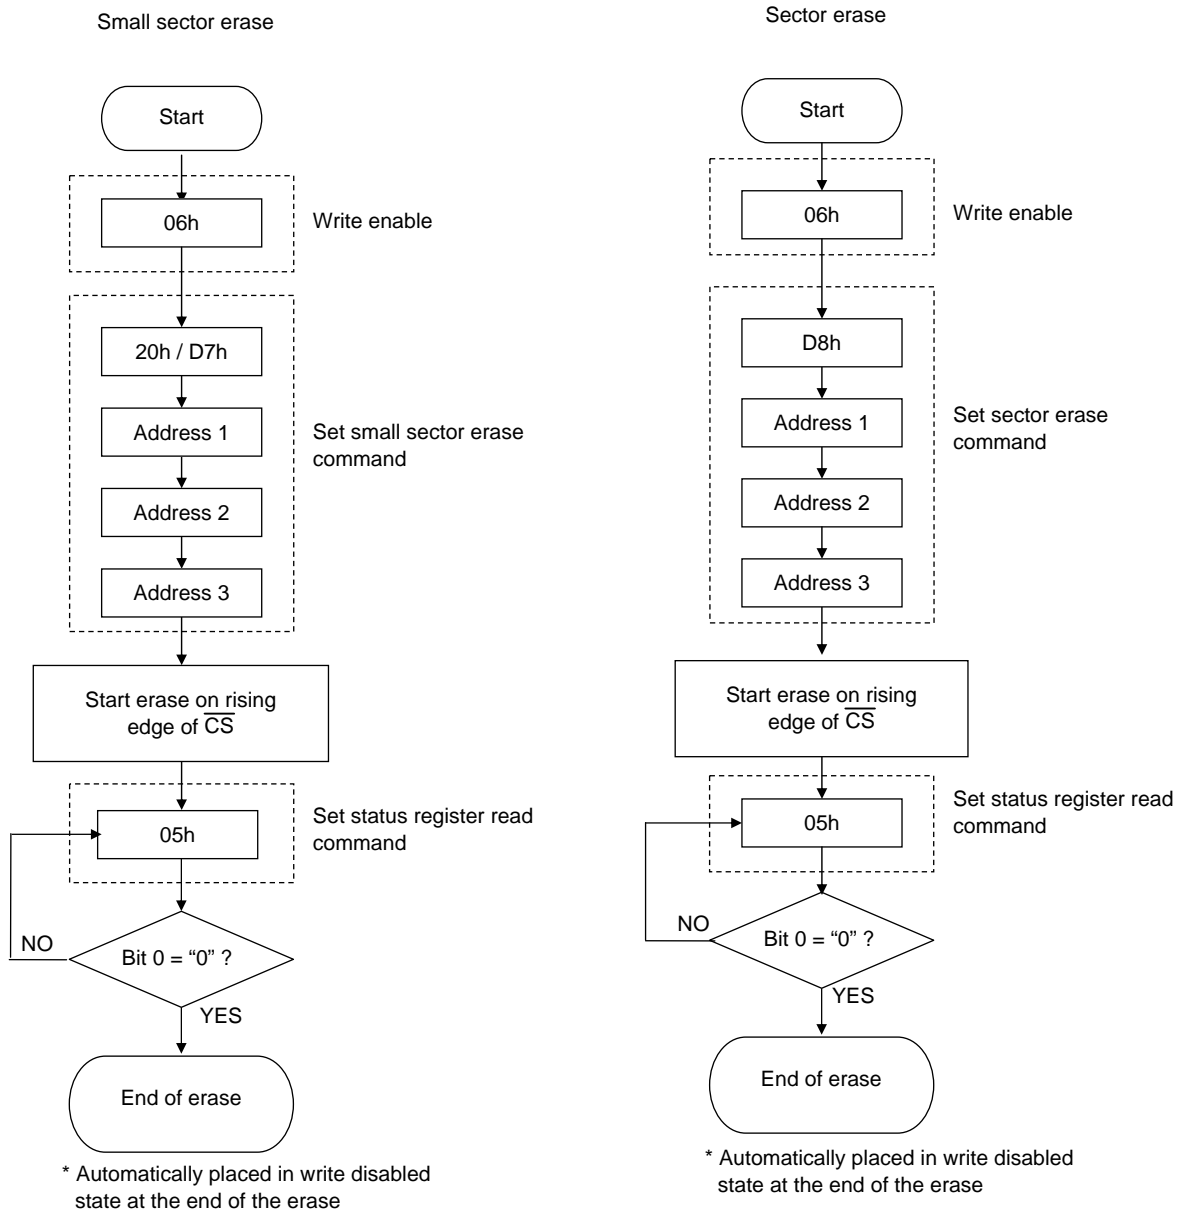 Small sector erase
Start
06h
Write enable
20h / D7h
Address 1
Set small sector erase
command
Address 2
Address 3
Start erase on rising
edge of C̅S̅
05h
Set status register read
command
NO
Bit 0 = “0” ?
YES
End of erase
* Automatically placed in write disabled
state at the end of the erase
Sector erase
Start
06h
Write enable
D8h
Address 1
Set sector erase
command
Address 2
Address 3
Start erase on rising
edge of C̅S̅
05h
Set status register read
command
NO
Bit 0 = “0” ?
YES
End of erase
* Automatically placed in write disabled
state at the end of the erase